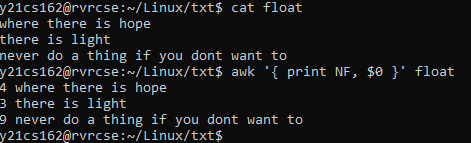 y21cs162@rvrcse:~/Linux/txt$ cat float
where there is hope
there is light
never do a thing if you dont want to
y21cs162@rvrcse:~/Linux/txt$ awk '{ print NF, $0 }' float
4 where there is hope
3 there is light
9 never do a thing if you dont want to
y21cs162@rvrcse:~/Linux/txt$